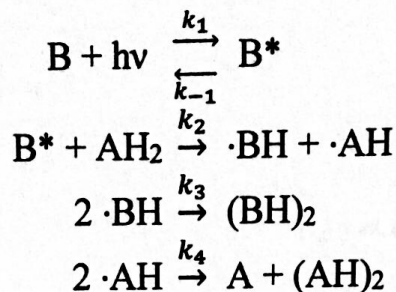 k₁
B + hν ⇄ B*
k₋₁
B* + AH₂ →(k₂) ·BH + ·AH
2 ·BH →(k₃) (BH)₂
2 ·AH →(k₄) A + (AH)₂